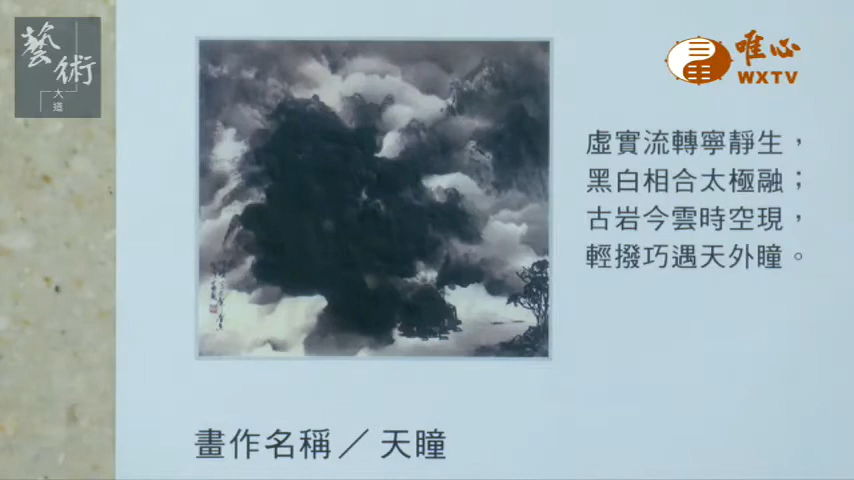 藝術
大道
唯心
WXTV
虛實流轉寧靜生，
黑白相合太極融；
古岩今雲時空現，
輕撥巧遇天外瞳。
畫作名稱／天瞳